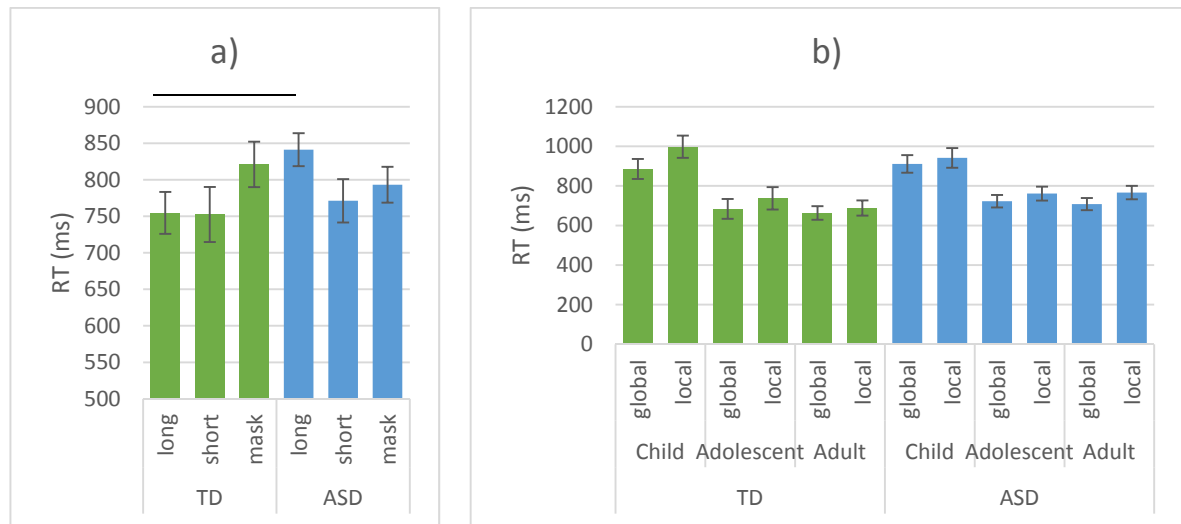 a)
900
850
800
750
700
650
600
550
500
RT (ms)
long short mask long short mask
TD ASD
b)
1200
1000
800
600
400
200
0
RT (ms)
global local global local global local global local global local global local
Child Adolescent Adult Child Adolescent Adult
TD ASD